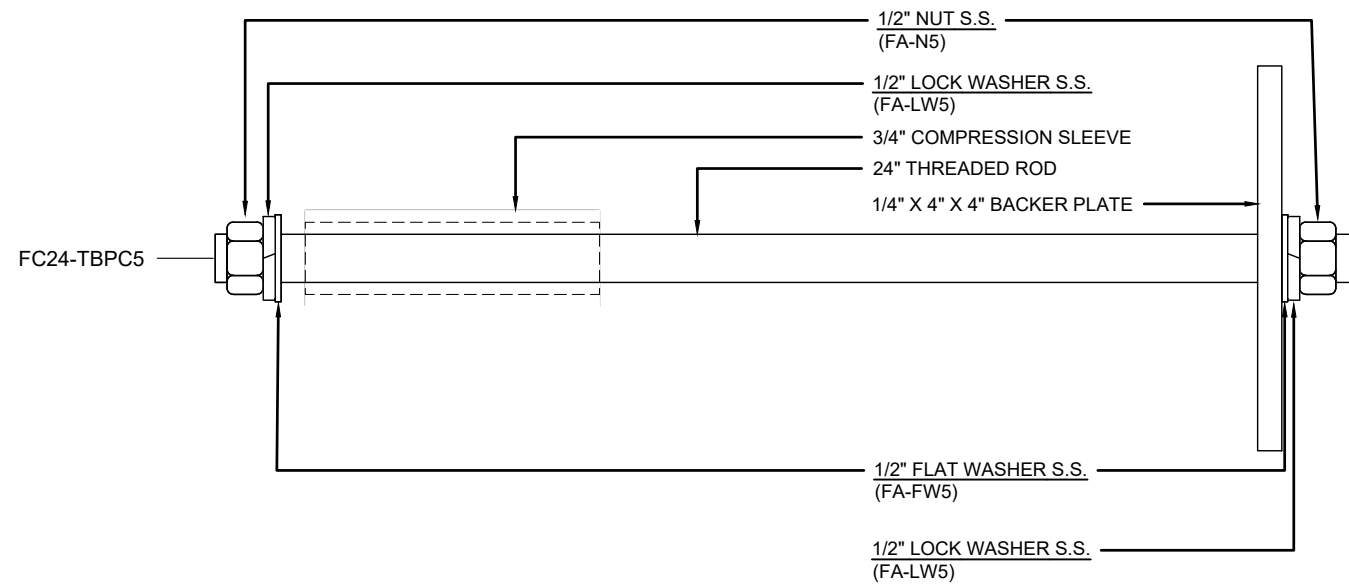 1/2" NUT S.S.
(FA-N5)
1/2" LOCK WASHER S.S.
(FA-LW5)
3/4" COMPRESSION SLEEVE
24" THREADED ROD
1/4" X 4" X 4" BACKER PLATE
FC24-TBPC5
1/2" FLAT WASHER S.S.
(FA-FW5)
1/2" LOCK WASHER S.S.
(FA-LW5)